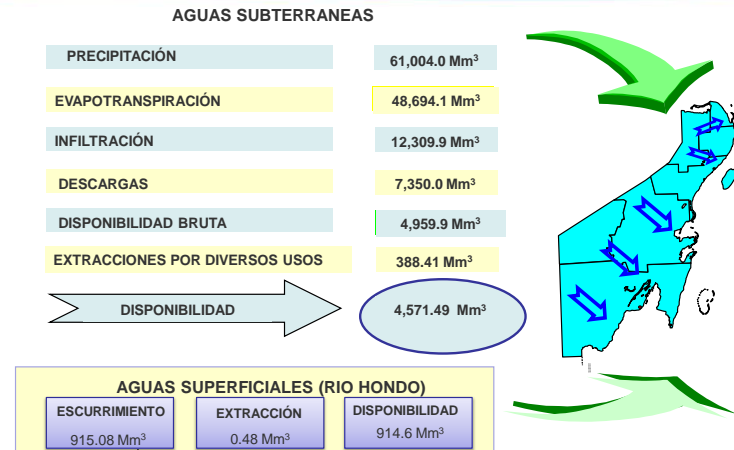 AGUAS SUBTERRANEAS
PRECIPITACIÓN 61,004.0 Mm³
EVAPOTRANSPIRACIÓN 48,694.1 Mm³
INFILTRACIÓN 12,309.9 Mm³
DESCARGAS 7,350.0 Mm³
DISPONIBILIDAD BRUTA 4,959.9 Mm³
EXTRACCIONES POR DIVERSOS USOS 388.41 Mm³
DISPONIBILIDAD 4,571.49 Mm³
AGUAS SUPERFICIALES (RIO HONDO)
ESCURRIMIENTO EXTRACCIÓN DISPONIBILIDAD
915.08 Mm³ 0.48 Mm³ 914.6 Mm³